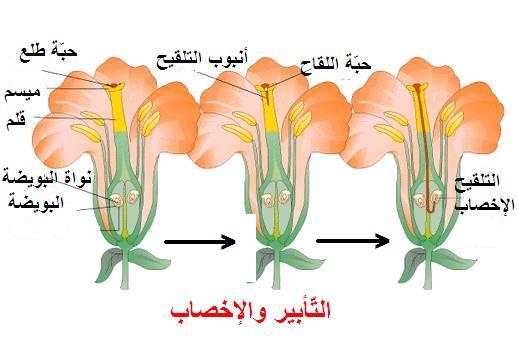 حبّة طلع
ميسم
قلم
نواة البويضة
البويضة
أنبوب التلقيح
حبّة اللقاح
التلقيح
الإخصاب
التّأبير والإخصاب